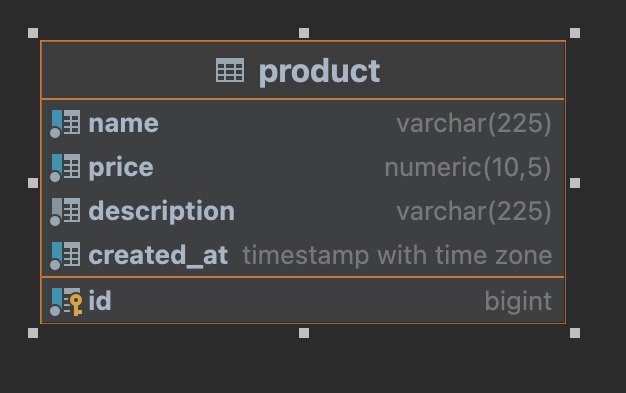 product
name varchar(225)
price numeric(10,5)
description varchar(225)
created_at timestamp with time zone
id bigint